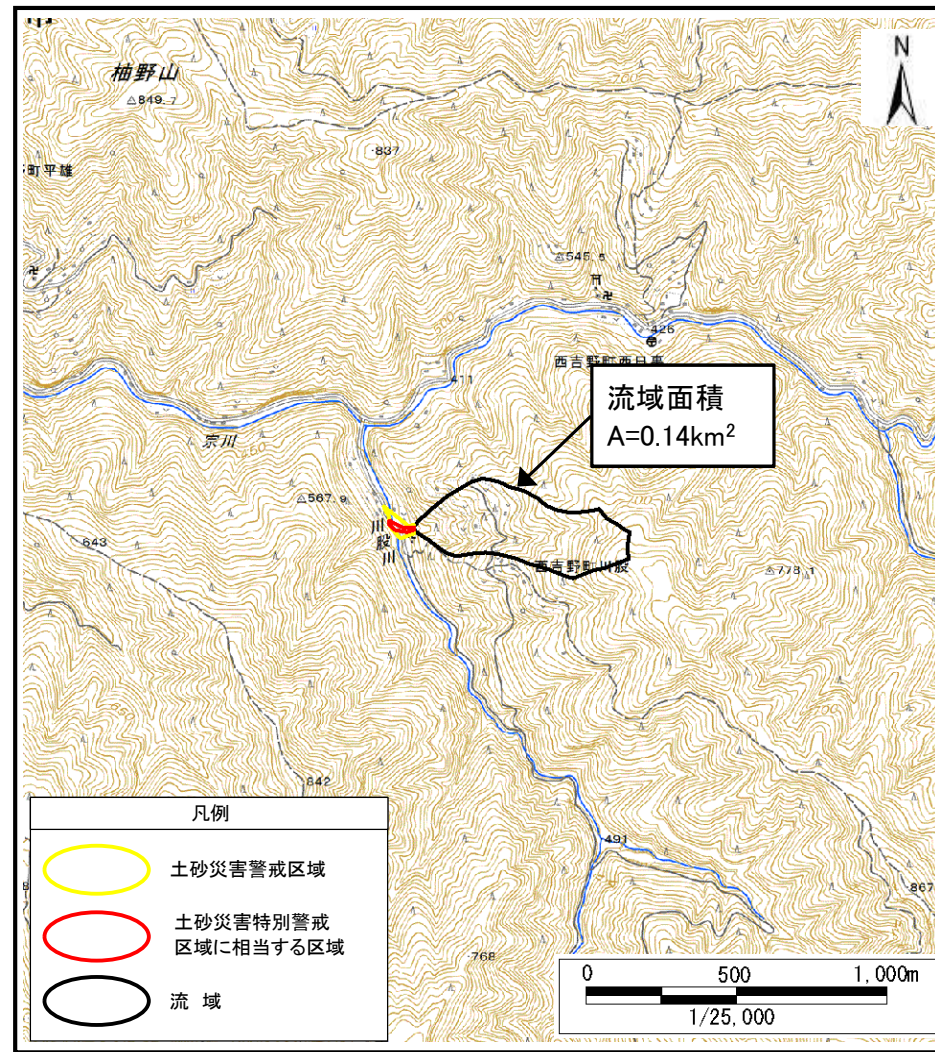 柚野山
△849.7
N
·837
町平雄
△545.5
426
西吉野町西日裏
411
流域面積
A=0.14km²
宗川
△567.9
川股川
643
西吉野町川股
△773.1
842
凡例
土砂災害警戒区域
491
867
土砂災害特別警戒
区域に相当する区域
·768
0 500 1,000m
流 域
1/25,000